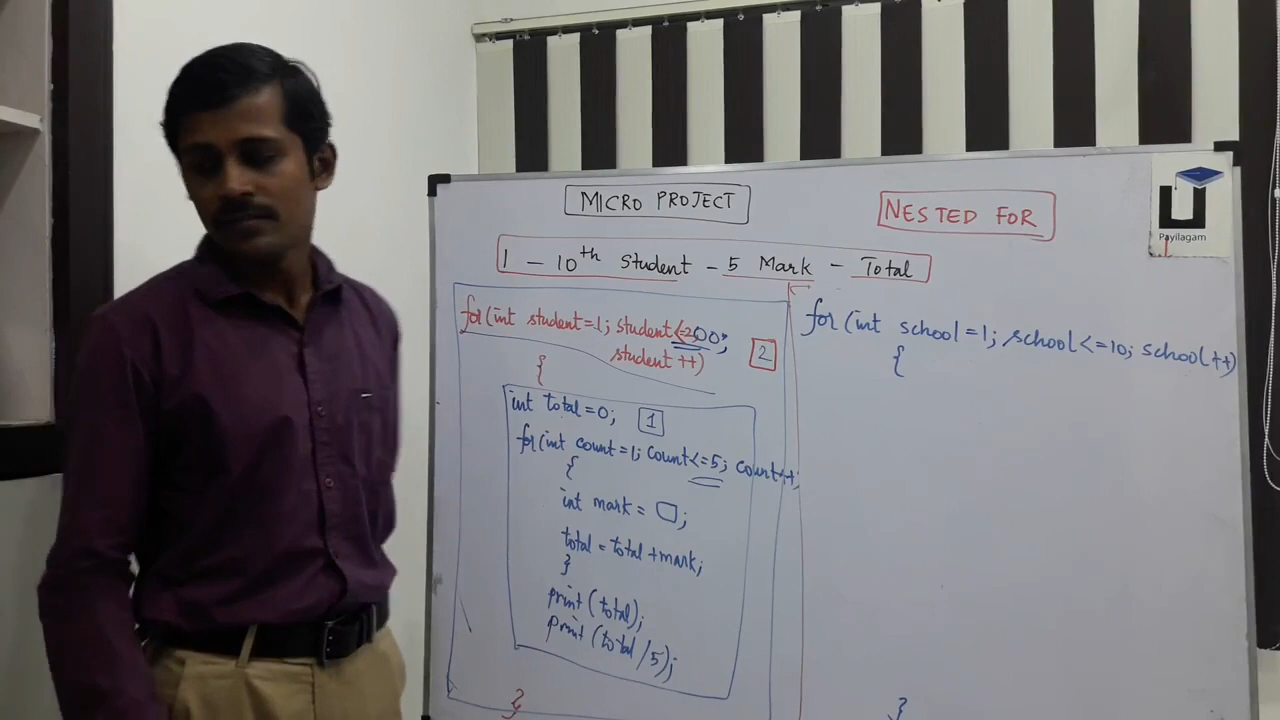 MICRO PROJECT
NESTED FOR
Payilagam
1 - 10th Student - 5 Mark - Total
for(int student=1; student<=200;
student ++)
{
2
int total=0;
1
for(int count=1; count<=5; count++;
{
int mark = ;
total = total +mark;
}
print (total);
print (total /5);
}
for (int school=1; school<=10; school++)
{
}